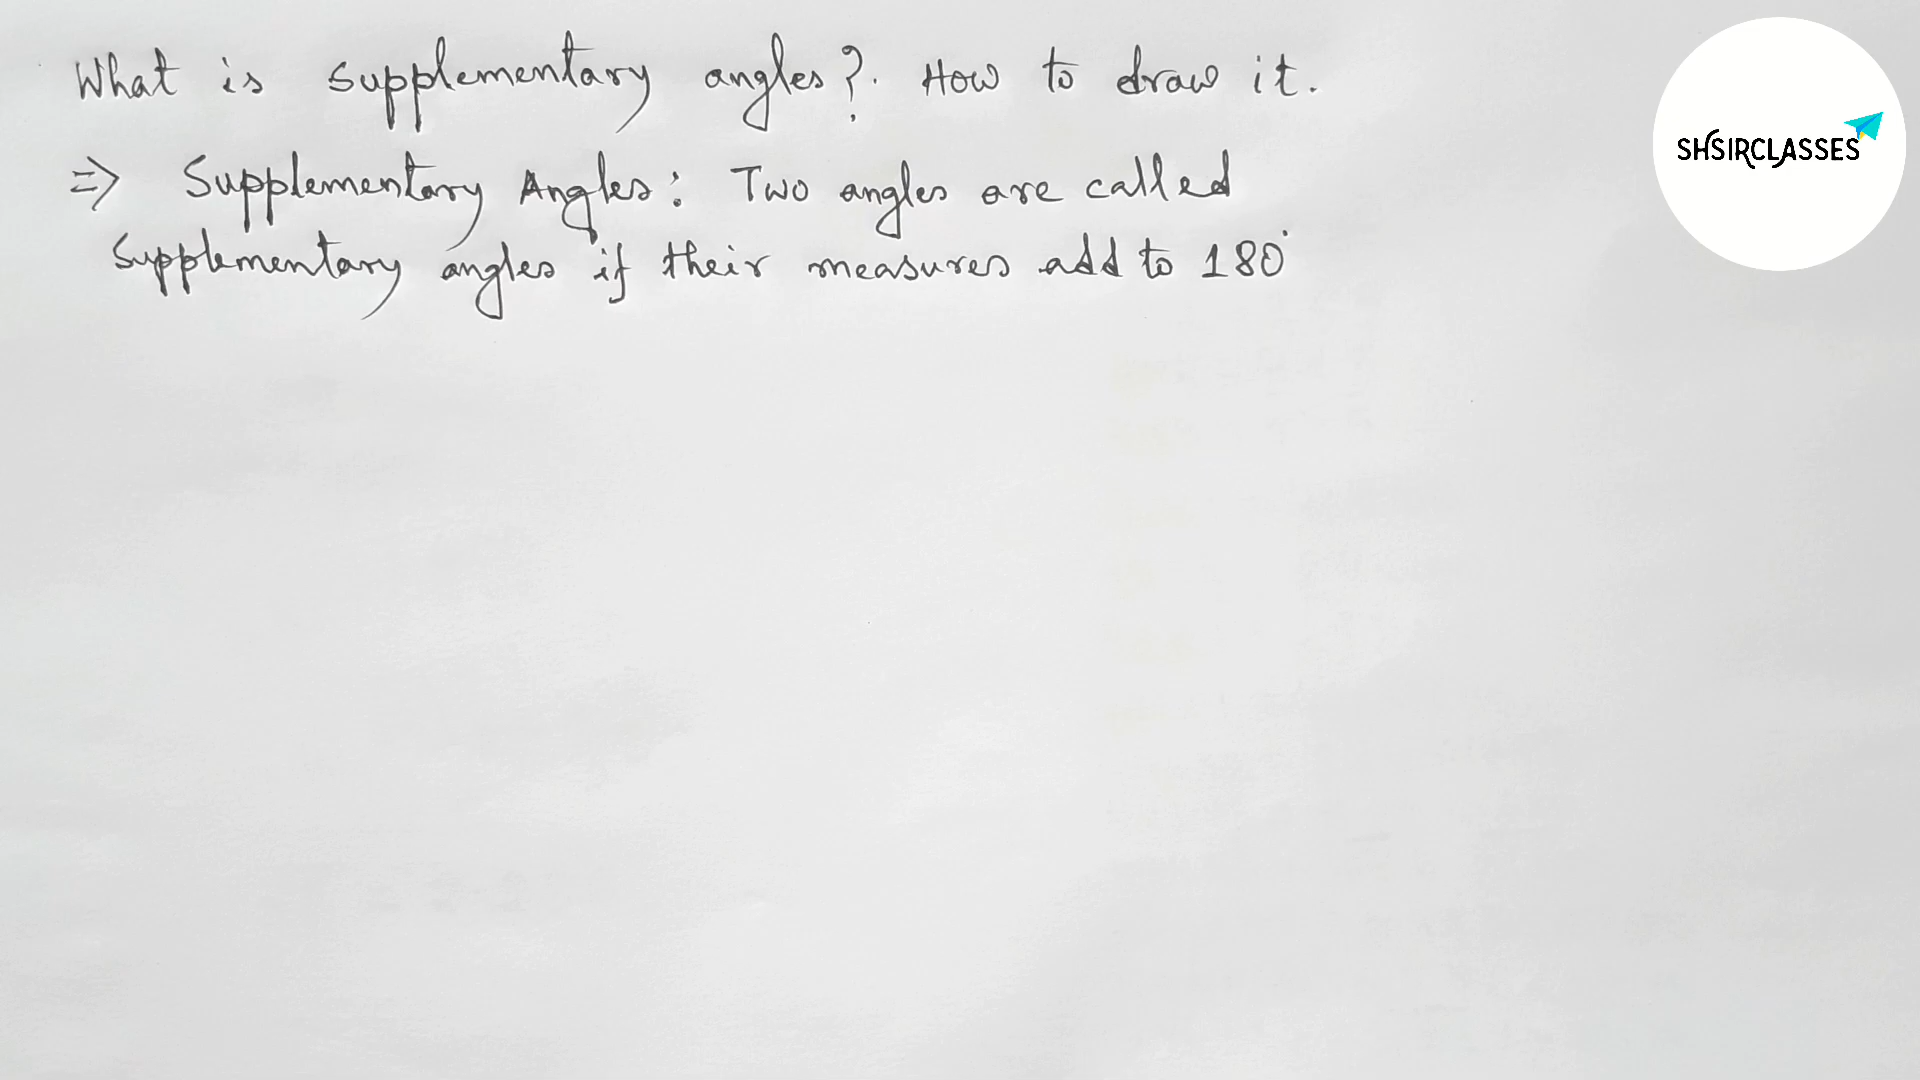 What is supplementary angles?. How to draw it.
SHSIRCLASSES
=> Supplementary Angles: Two angles are called
Supplementary angles if their measures add to 180°